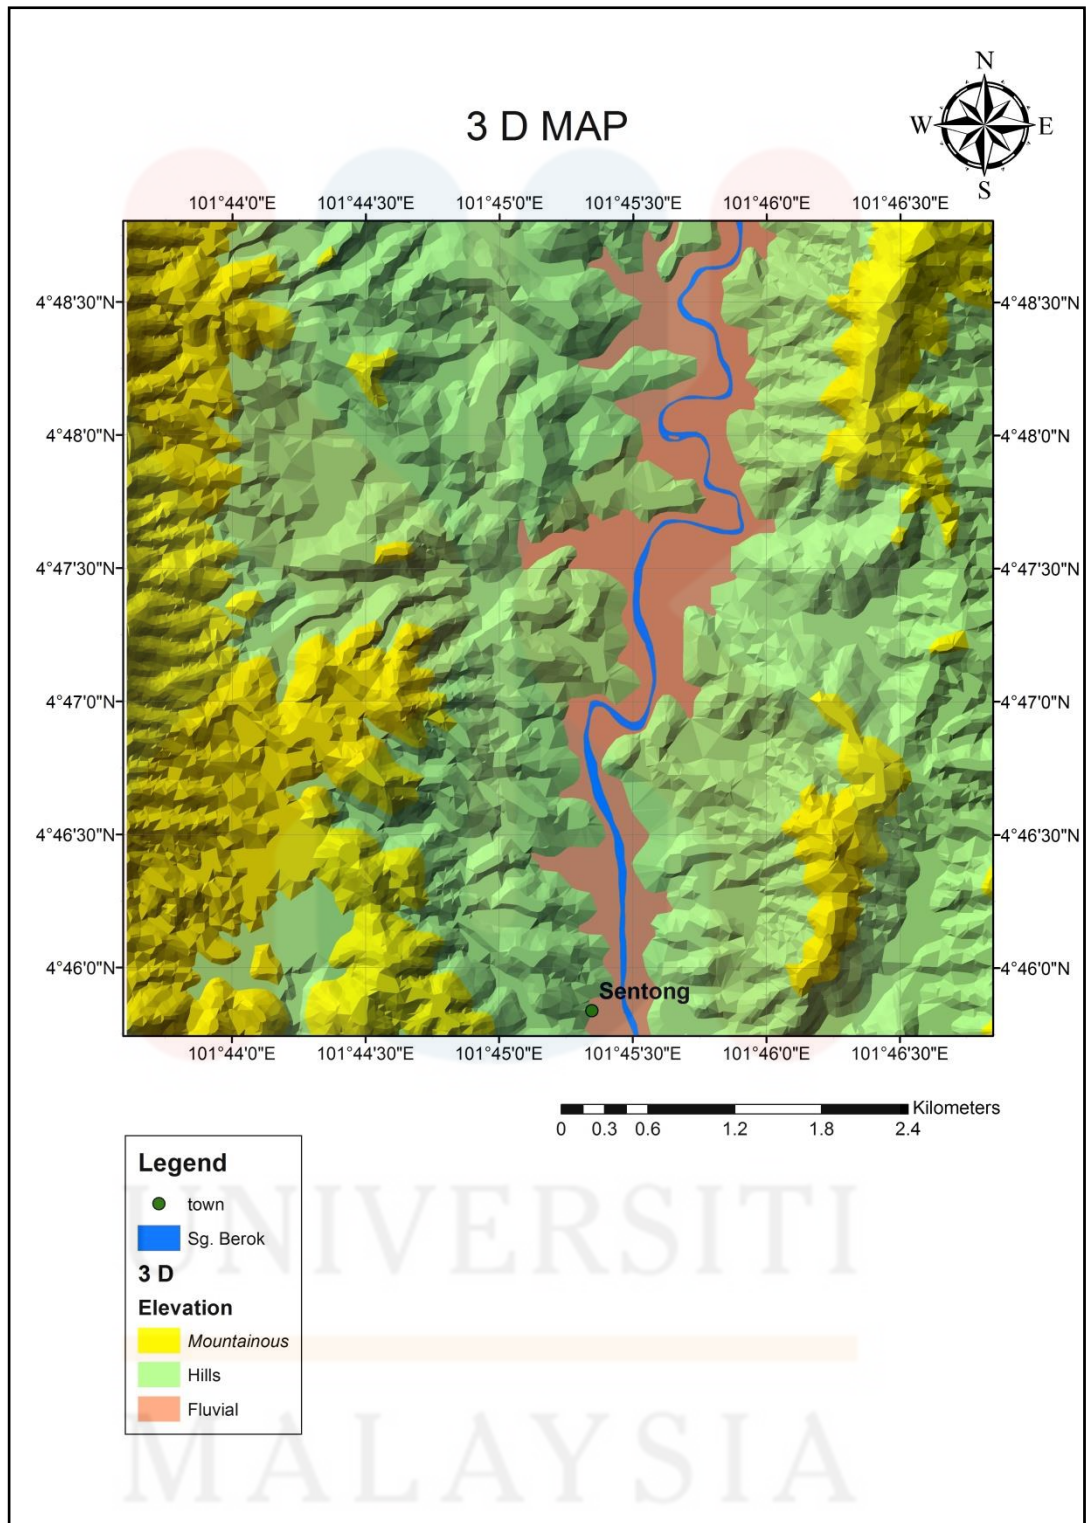 N
3 D MAP
W E
S
101°44'0"E 101°44'30"E 101°45'0"E 101°45'30"E 101°46'0"E 101°46'30"E
4°48'30"N 4°48'30"N
4°48'0"N 4°48'0"N
4°47'30"N 4°47'30"N
4°47'0"N 4°47'0"N
4°46'30"N 4°46'30"N
4°46'0"N 4°46'0"N
Sentong
101°44'0"E 101°44'30"E 101°45'0"E 101°45'30"E 101°46'0"E 101°46'30"E
Kilometers
0 0.3 0.6 1.2 1.8 2.4
Legend
town
Sg. Berok
3 D
Elevation
Mountainous
Hills
Fluvial
UNIVERSITI
MALAYSIA